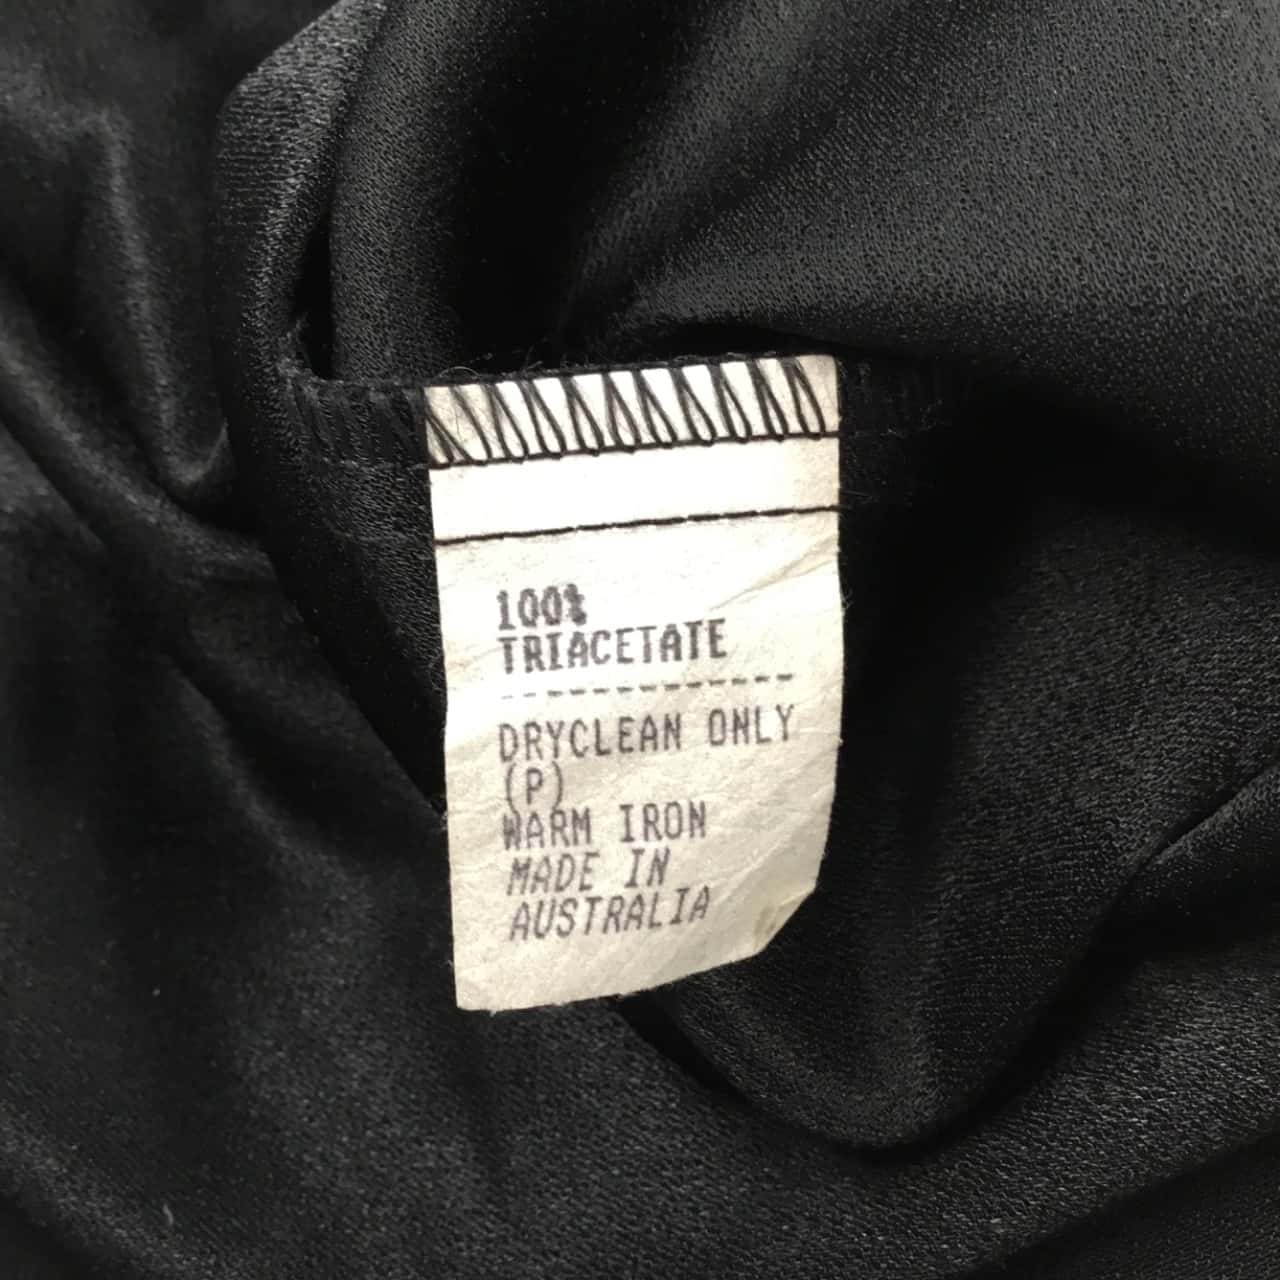 100%
TRIACETATE
-------------
DRYCLEAN ONLY
(P)
WARM IRON
MADE IN
AUSTRALIA